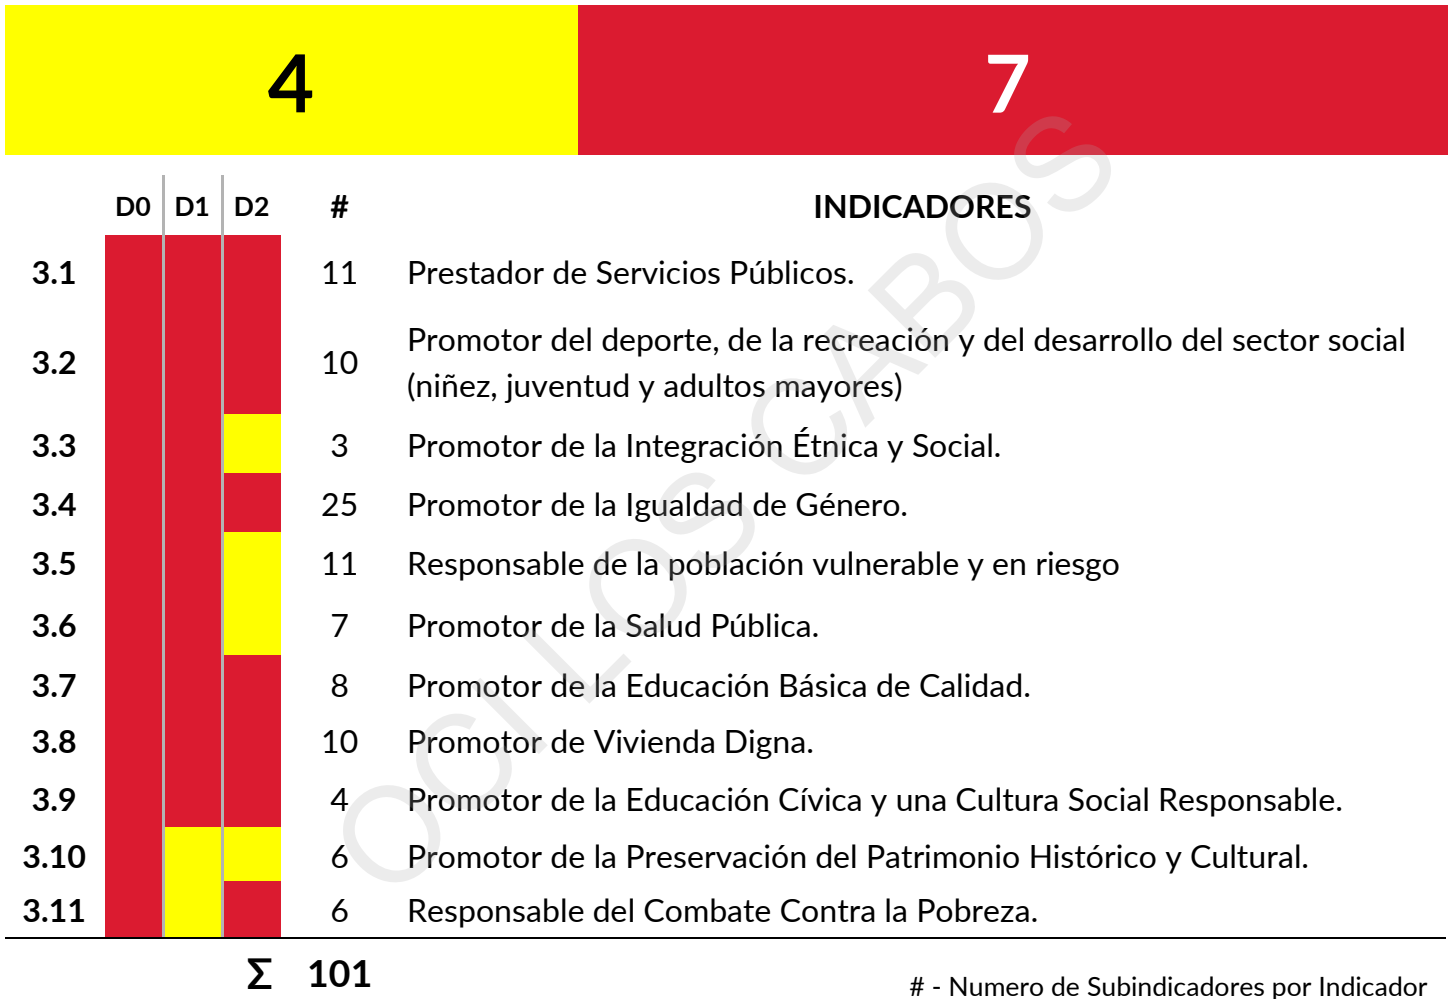 4 7
D0 D1 D2 # INDICADORES
3.1 11 Prestador de Servicios Públicos.
3.2 10 Promotor del deporte, de la recreación y del desarrollo del sector social
(niñez, juventud y adultos mayores)
3.3 3 Promotor de la Integración Étnica y Social.
3.4 25 Promotor de la Igualdad de Género.
3.5 11 Responsable de la población vulnerable y en riesgo
3.6 7 Promotor de la Salud Pública.
3.7 8 Promotor de la Educación Básica de Calidad.
3.8 10 Promotor de Vivienda Digna.
3.9 4 Promotor de la Educación Cívica y una Cultura Social Responsable.
3.10 6 Promotor de la Preservación del Patrimonio Histórico y Cultural.
3.11 6 Responsable del Combate Contra la Pobreza.
Σ 101
# - Numero de Subindicadores por Indicador
OCI LOS CABOS